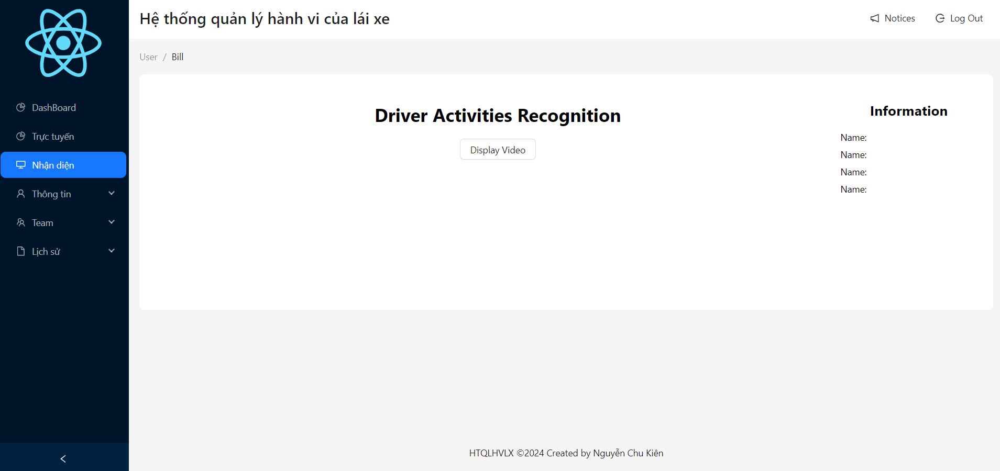 Hệ thống quản lý hành vi của lái xe
Notices
Log Out
DashBoard
Trực tuyến
Nhận diện
Thông tin
Team
Lịch sử
User / Bill
Driver Activities Recognition
Display Video
Information
Name:
Name:
Name:
Name:
HTQLHVLX ©2024 Created by Nguyễn Chu Kiên